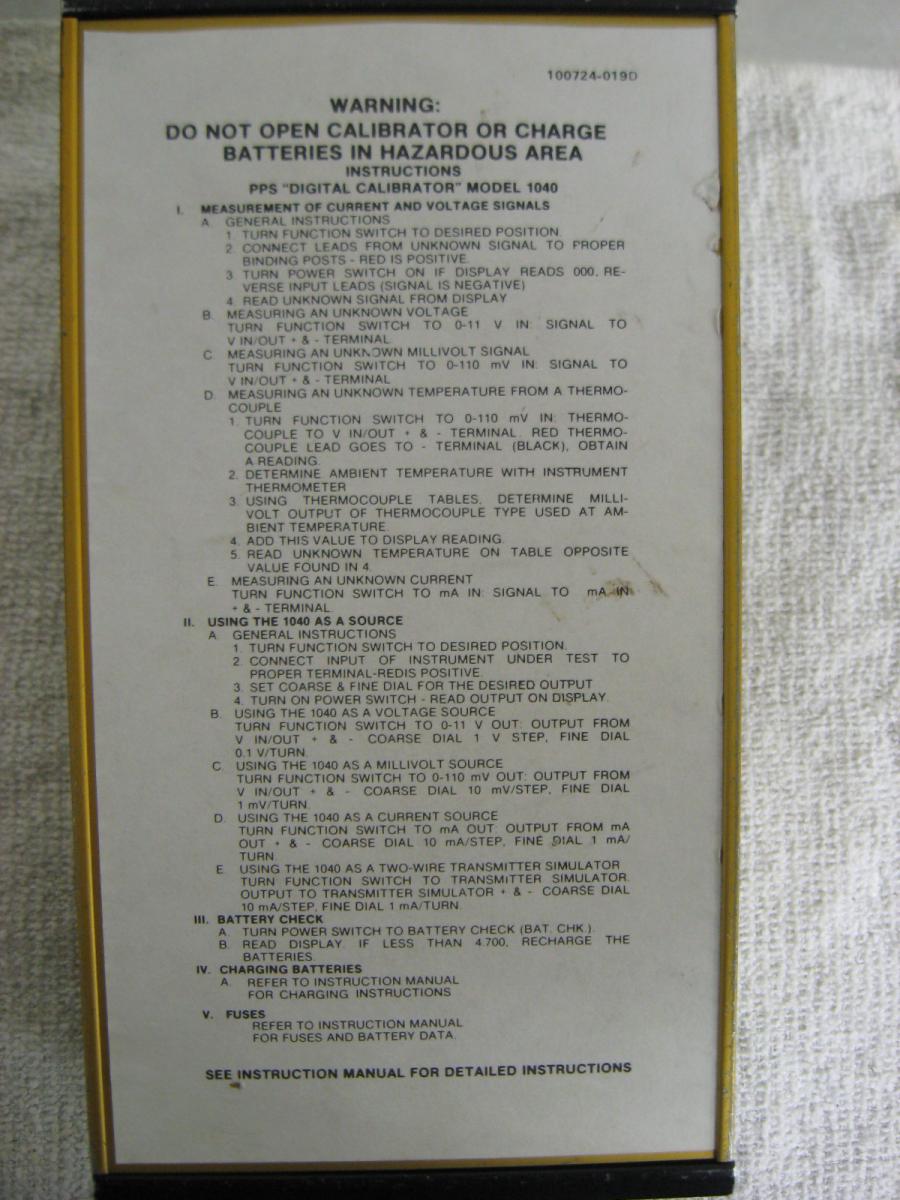 100724-019D
WARNING:
DO NOT OPEN CALIBRATOR OR CHARGE
BATTERIES IN HAZARDOUS AREA
INSTRUCTIONS
PPS "DIGITAL CALIBRATOR" MODEL 1040
I. MEASUREMENT OF CURRENT AND VOLTAGE SIGNALS
A. GENERAL INSTRUCTIONS
1. TURN FUNCTION SWITCH TO DESIRED POSITION.
2. CONNECT LEADS FROM UNKNOWN SIGNAL TO PROPER
BINDING POSTS - RED IS POSITIVE.
3. TURN POWER SWITCH ON IF DISPLAY READS 000, RE-
VERSE INPUT LEADS (SIGNAL IS NEGATIVE)
4. READ UNKNOWN SIGNAL FROM DISPLAY
B. MEASURING AN UNKNOWN VOLTAGE
TURN FUNCTION SWITCH TO 0-11 V IN: SIGNAL TO
V IN/OUT + & - TERMINAL
C. MEASURING AN UNKNOWN MILLIVOLT SIGNAL
TURN FUNCTION SWITCH TO 0-110 mV IN: SIGNAL TO
V IN/OUT + & - TERMINAL
D. MEASURING AN UNKNOWN TEMPERATURE FROM A THERMO-
COUPLE
1. TURN FUNCTION SWITCH TO 0-110 mV IN: THERMO-
COUPLE TO V IN/OUT + & - TERMINAL, RED THERMO-
COUPLE LEAD GOES TO - TERMINAL (BLACK), OBTAIN
A READING.
2. DETERMINE AMBIENT TEMPERATURE WITH INSTRUMENT
THERMOMETER
3. USING THERMOCOUPLE TABLES, DETERMINE MILLI-
VOLT OUTPUT OF THERMOCOUPLE TYPE USED AT AM-
BIENT TEMPERATURE.
4. ADD THIS VALUE TO DISPLAY READING.
5. READ UNKNOWN TEMPERATURE ON TABLE OPPOSITE
VALUE FOUND IN 4.
E. MEASURING AN UNKNOWN CURRENT
TURN FUNCTION SWITCH TO mA IN: SIGNAL TO mA IN
+ & - TERMINAL.
II. USING THE 1040 AS A SOURCE
A. GENERAL INSTRUCTIONS
1. TURN FUNCTION SWITCH TO DESIRED POSITION.
2. CONNECT INPUT OF INSTRUMENT UNDER TEST TO
PROPER TERMINAL-REDIS POSITIVE.
3. SET COARSE & FINE DIAL FOR THE DESIRED OUTPUT
4. TURN ON POWER SWITCH - READ OUTPUT ON DISPLAY.
B. USING THE 1040 AS A VOLTAGE SOURCE
TURN FUNCTION SWITCH TO 0-11 V OUT: OUTPUT FROM
V IN/OUT + & - COARSE DIAL 1 V STEP, FINE DIAL
0.1 V/TURN.
C. USING THE 1040 AS A MILLIVOLT SOURCE
TURN FUNCTION SWITCH TO 0-110 mV OUT: OUTPUT FROM
V IN/OUT + & - COARSE DIAL 10 mV/STEP, FINE DIAL
1 mV/TURN.
D. USING THE 1040 AS A CURRENT SOURCE
TURN FUNCTION SWITCH TO mA OUT: OUTPUT FROM mA
OUT + & - COARSE DIAL 10 mA/STEP, FINE DIAL 1 mA/
TURN.
E. USING THE 1040 AS A TWO-WIRE TRANSMITTER SIMULATOR
TURN FUNCTION SWITCH TO TRANSMITTER SIMULATOR.
OUTPUT TO TRANSMITTER SIMULATOR + & - COARSE DIAL
10 mA/STEP, FINE DIAL 1 mA/TURN.
III. BATTERY CHECK
A. TURN POWER SWITCH TO BATTERY CHECK (BAT. CHK.).
B. READ DISPLAY. IF LESS THAN 4.700, RECHARGE THE
BATTERIES.
IV. CHARGING BATTERIES
A. REFER TO INSTRUCTION MANUAL
FOR CHARGING INSTRUCTIONS
V. FUSES
REFER TO INSTRUCTION MANUAL
FOR FUSES AND BATTERY DATA.
SEE INSTRUCTION MANUAL FOR DETAILED INSTRUCTIONS